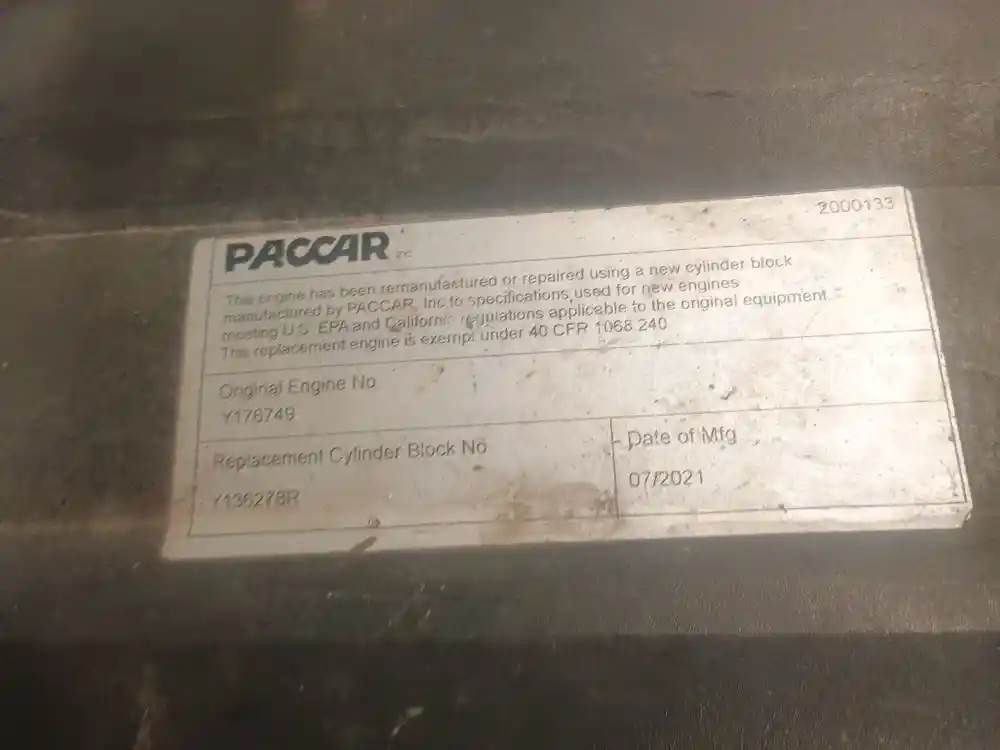 2000133
PACCAR INC
This engine has been remanufactured or repaired using a new cylinder block
manufactured by PACCAR, Inc to specifications used for new engines
meeting U.S. EPA and California regulations applicable to the original equipment.
This replacement engine is exempt under 40 CFR 1068.240
Original Engine No
Y176749
Replacement Cylinder Block No
Date of Mfg
Y136278R
07/2021